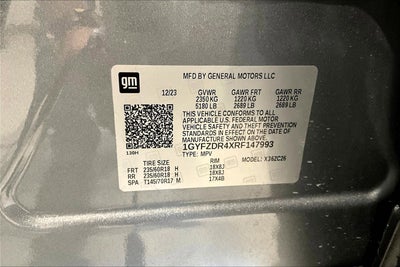 gm
MFD BY GENERAL MOTORS LLC
12/23 GVWR GAWR FRT GAWR RR
2350 KG 1220 KG 1220 KG
5180 LB 2689 LB 2689 LB
THIS VEHICLE CONFORMS TO ALL
APPLICABLE U.S. FEDERAL MOTOR
VEHICLE SAFETY AND THEFT PREVENTION
STANDARDS IN EFFECT ON THE DATE OF
MANUFACTURE SHOWN ABOVE.
1GYFZDR4XRF147993
TYPE: MPV MODEL: X36ZC26
136H
TIRE SIZE RIM
FRT 235/60R18 H 18X8J
RR 235/60R18 H 18X8J
SPA T145/70R17 M 17X4B